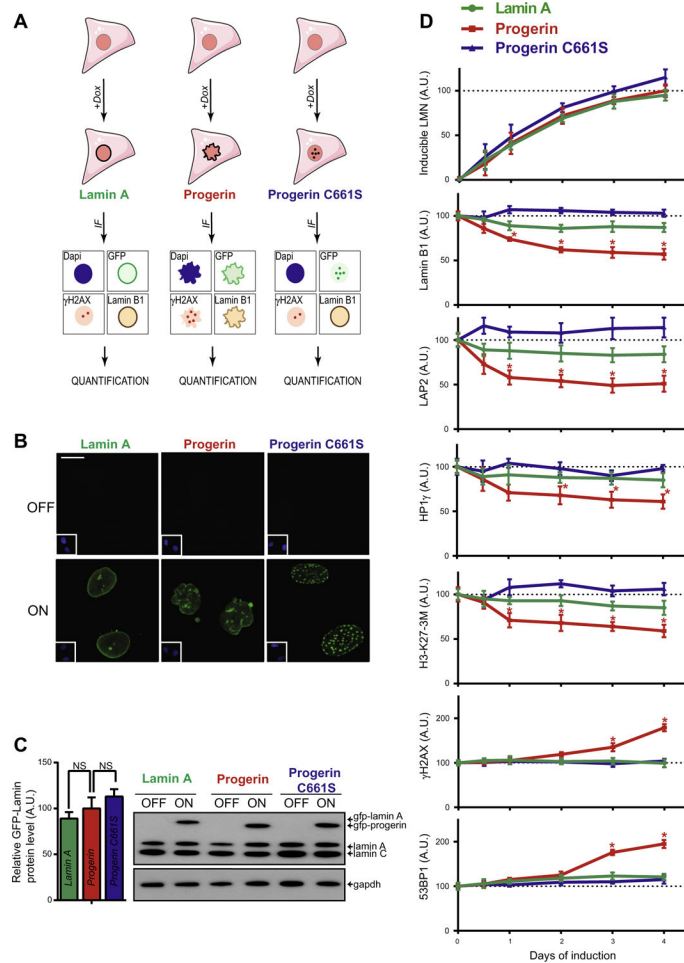 A
+Dox
+Dox
+Dox
Lamin A
Progerin
Progerin C661S
IF
IF
IF
Dapi
GFP
Dapi
GFP
Dapi
GFP
γH2AX
Lamin B1
γH2AX
Lamin B1
γH2AX
Lamin B1
QUANTIFICATION
QUANTIFICATION
QUANTIFICATION
B
Lamin A
Progerin
Progerin C661S
OFF
ON
C
Relative GFP-Lamin
protein level (A.U.)
150
100
50
0
NS
NS
Lamin A
Progerin
Progerin C661S
Lamin A
Progerin
Progerin
C661S
OFF
ON
OFF
ON
OFF
ON
gfp-lamin A
gfp-progerin
lamin A
lamin C
gapdh
D
Lamin A
Progerin
Progerin C661S
Inducible LMN (A.U.)
100
50
0
Lamin B1 (A.U.)
100
50
0
* * * *
LAP2 (A.U.)
100
50
0
* * * *
HP1γ (A.U.)
100
50
0
* * *
H3-K27-3M (A.U.)
100
50
0
* * * *
γH2AX (A.U.)
200
100
0
* *
53BP1 (A.U.)
200
100
0
* *
0 1 2 3 4
Days of induction